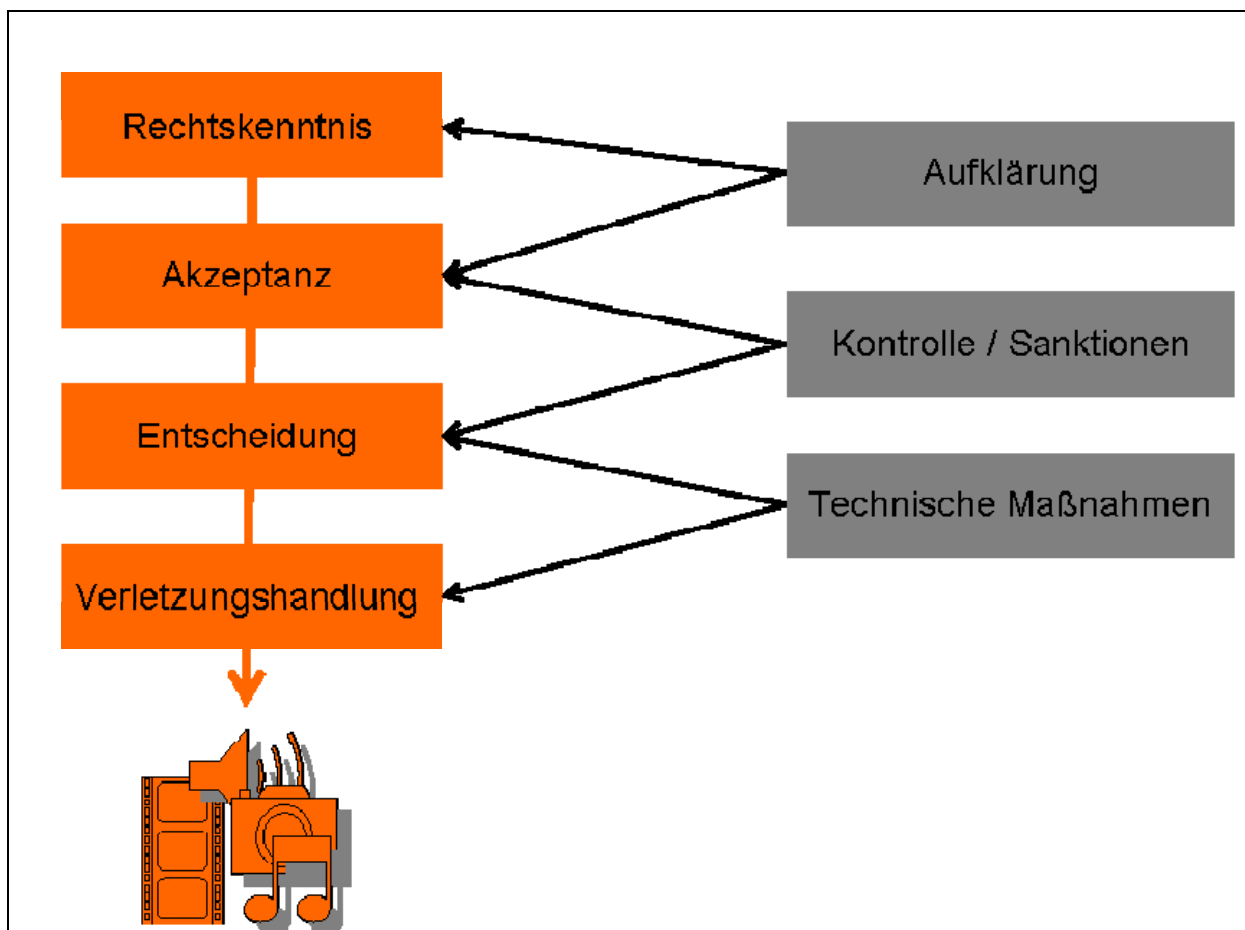 Rechtskenntnis
Akzeptanz
Entscheidung
Verletzungshandlung
Aufklärung
Kontrolle / Sanktionen
Technische Maßnahmen